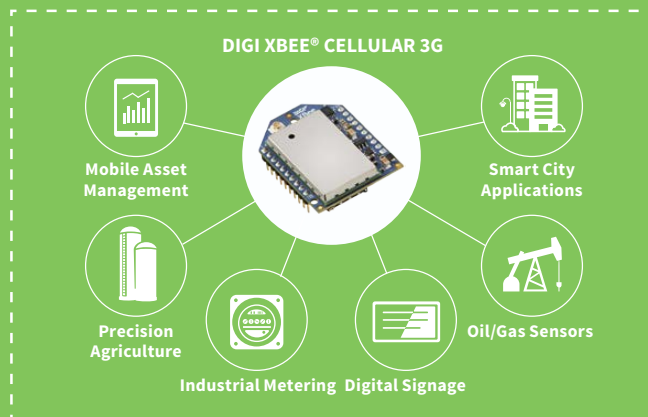 DIGI XBEE® CELLULAR 3G
Mobile Asset
Management
Smart City
Applications
Precision
Agriculture
Oil/Gas Sensors
Industrial Metering
Digital Signage